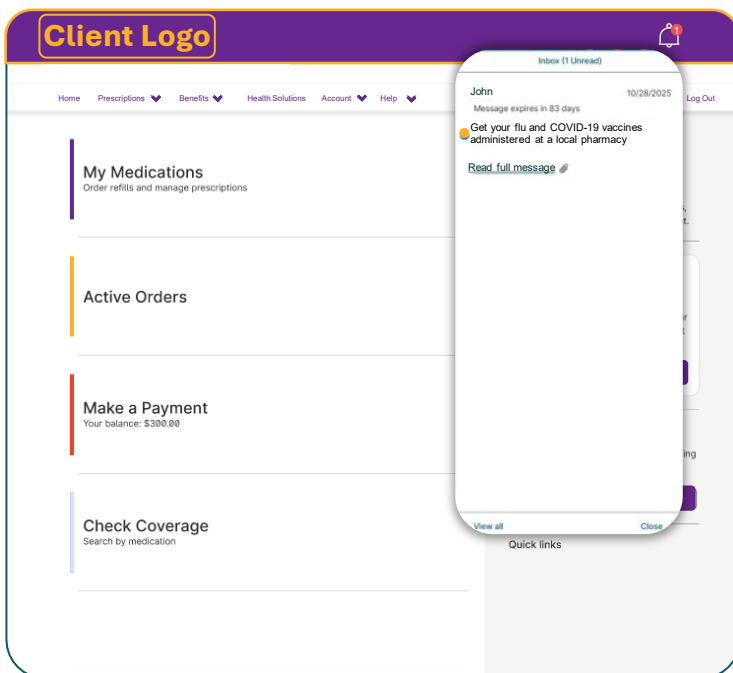 Client Logo
1
Home Prescriptions Benefits Health Solutions Account Help Log Out
My Medications
Order refills and manage prescriptions
Active Orders
Make a Payment
Your balance: $300.00
Check Coverage
Search by medication
Inbox (1 Unread)
John 10/28/2025
Message expires in 83 days
Get your flu and COVID-19 vaccines
administered at a local pharmacy
Read full message
View all Close
Quick links